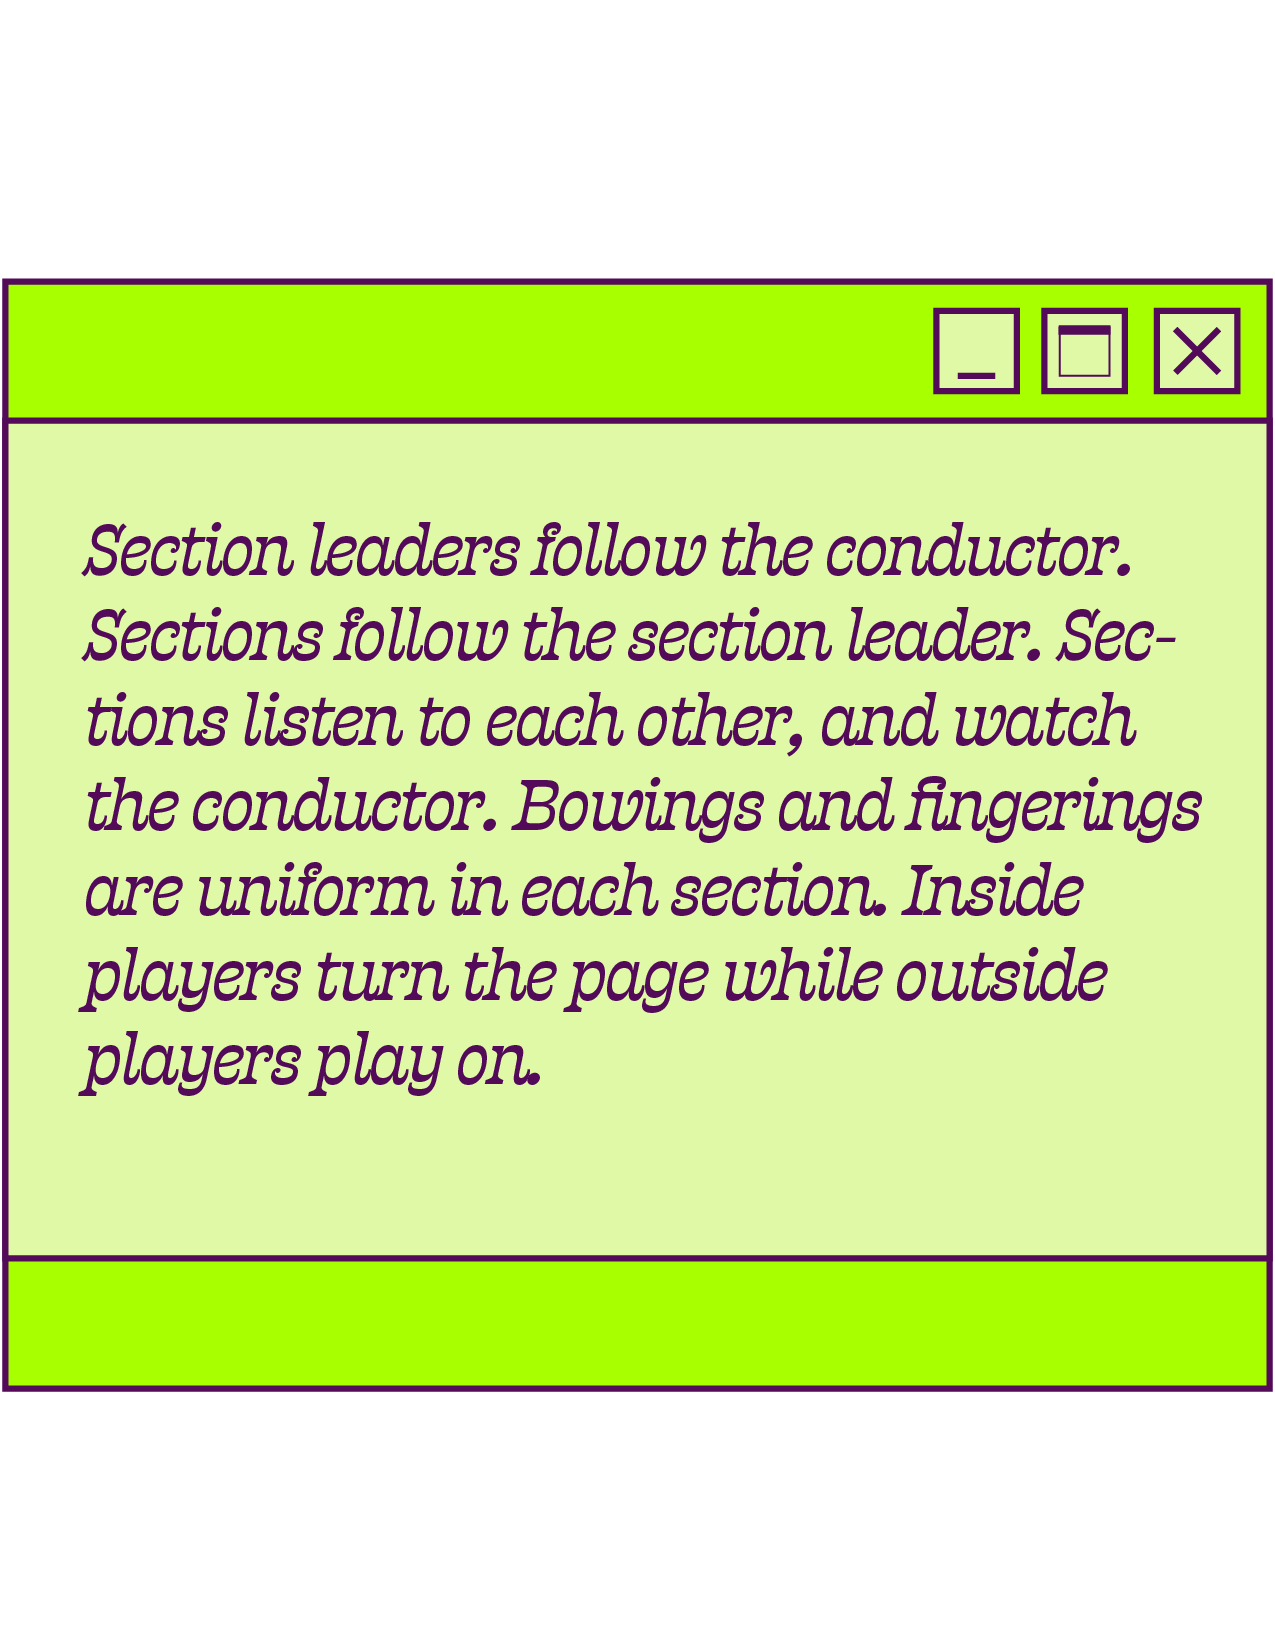 Section leaders follow the conductor.
Sections follow the section leader. Sec-
tions listen to each other, and watch
the conductor. Bowings and fingerings
are uniform in each section. Inside
players turn the page while outside
players play on.